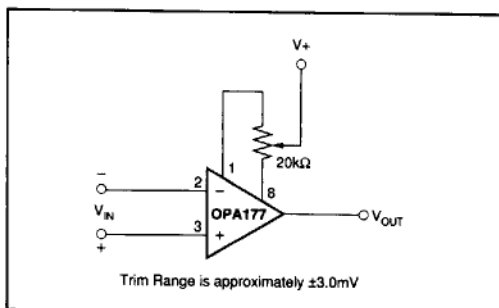 V+
1
20kΩ
8
−
2
−
OPA177
V_IN
V_OUT
3
+
+
Trim Range is approximately ±3.0mV